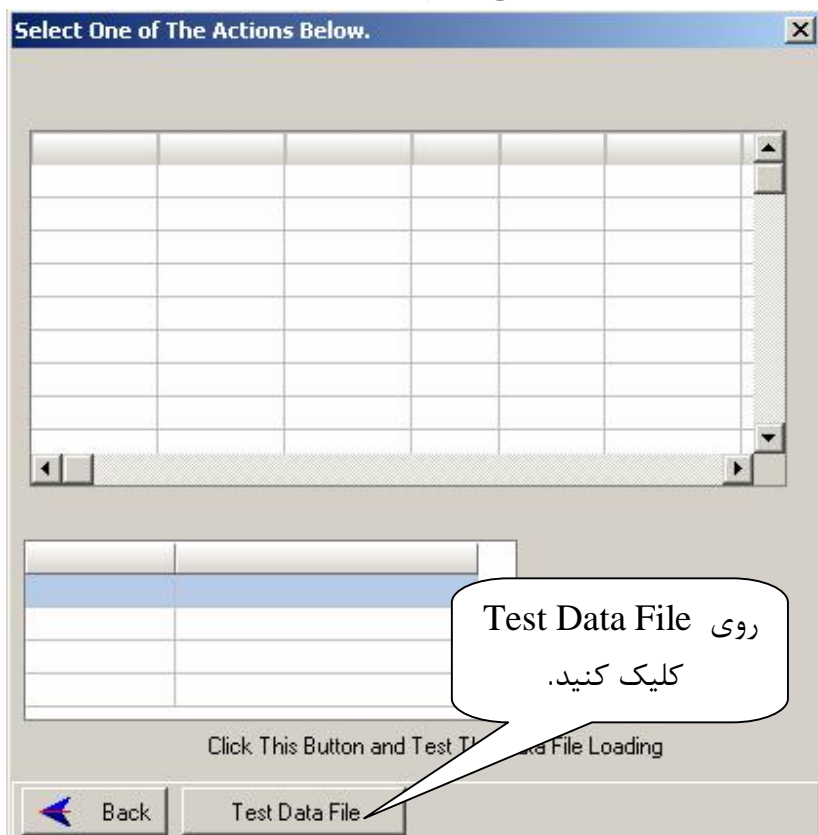 Select One of The Actions Below.
روی Test Data File
کلیک کنید.
Click This Button and Test Th    ata File Loading
Back
Test Data File